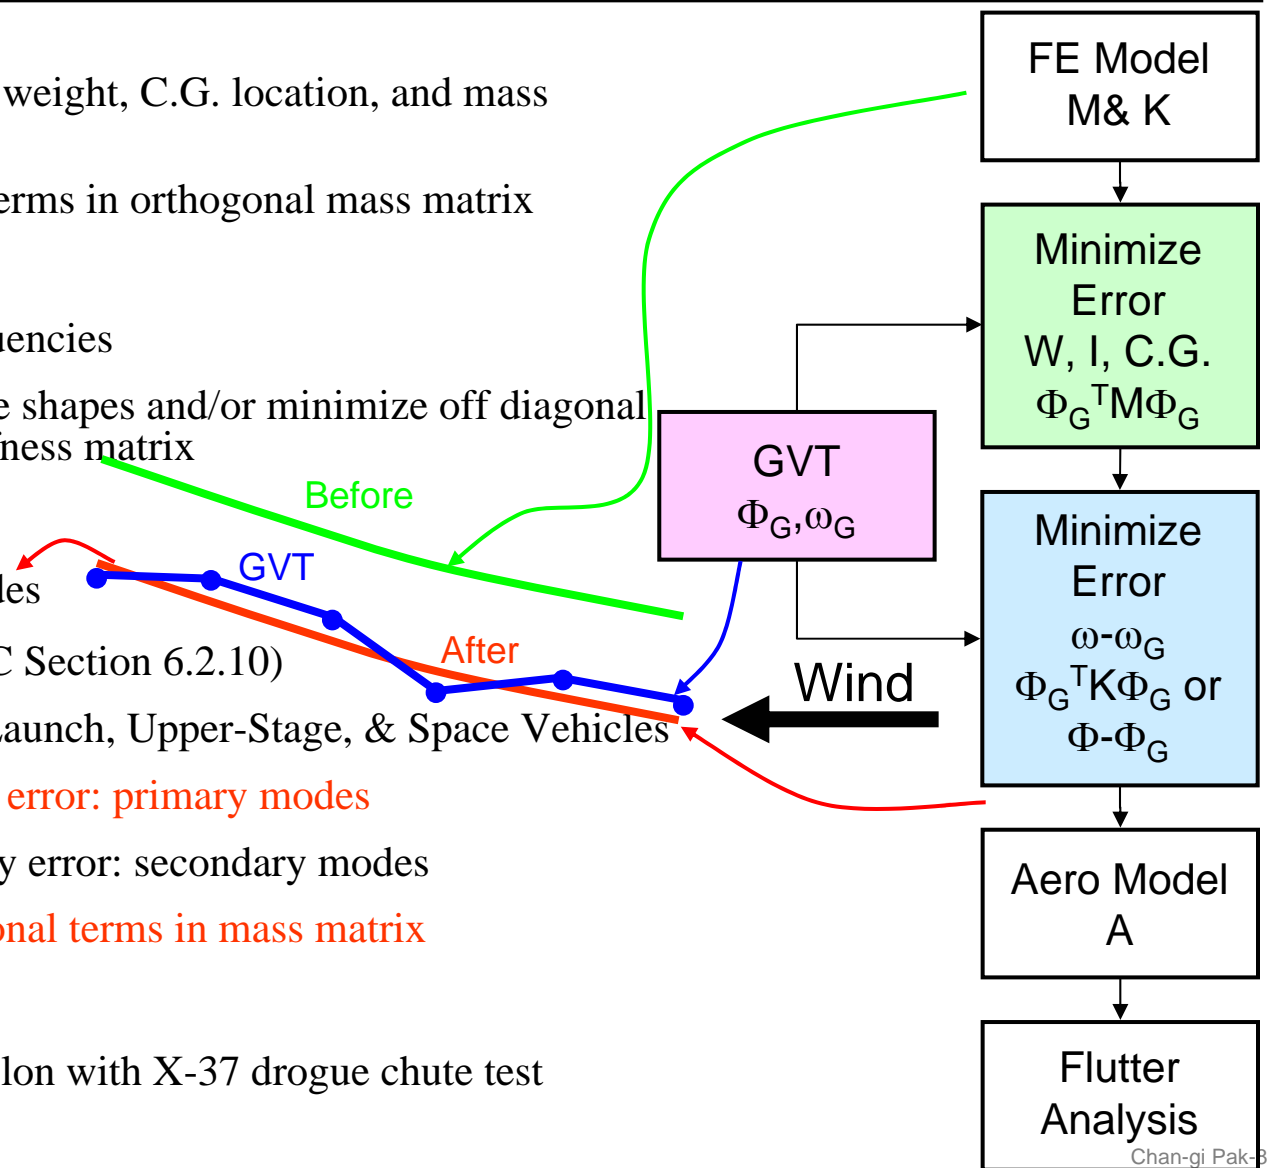 weight, C.G. location, and mass
erms in orthogonal mass matrix
uencies
e shapes and/or minimize off diagonal
ness matrix
des
C Section 6.2.10)
Launch, Upper-Stage, & Space Vehicles
error: primary modes
y error: secondary modes
onal terms in mass matrix
lon with X-37 drogue chute test
Before
GVT
After
Wind
GVT
Φ_G,ω_G
FE Model
M& K
Minimize
Error
W, I, C.G.
Φ_G^TMΦ_G
Minimize
Error
ω-ω_G
Φ_G^TKΦ_G or
Φ-Φ_G
Aero Model
A
Flutter
Analysis
Chan-gi Pak-3